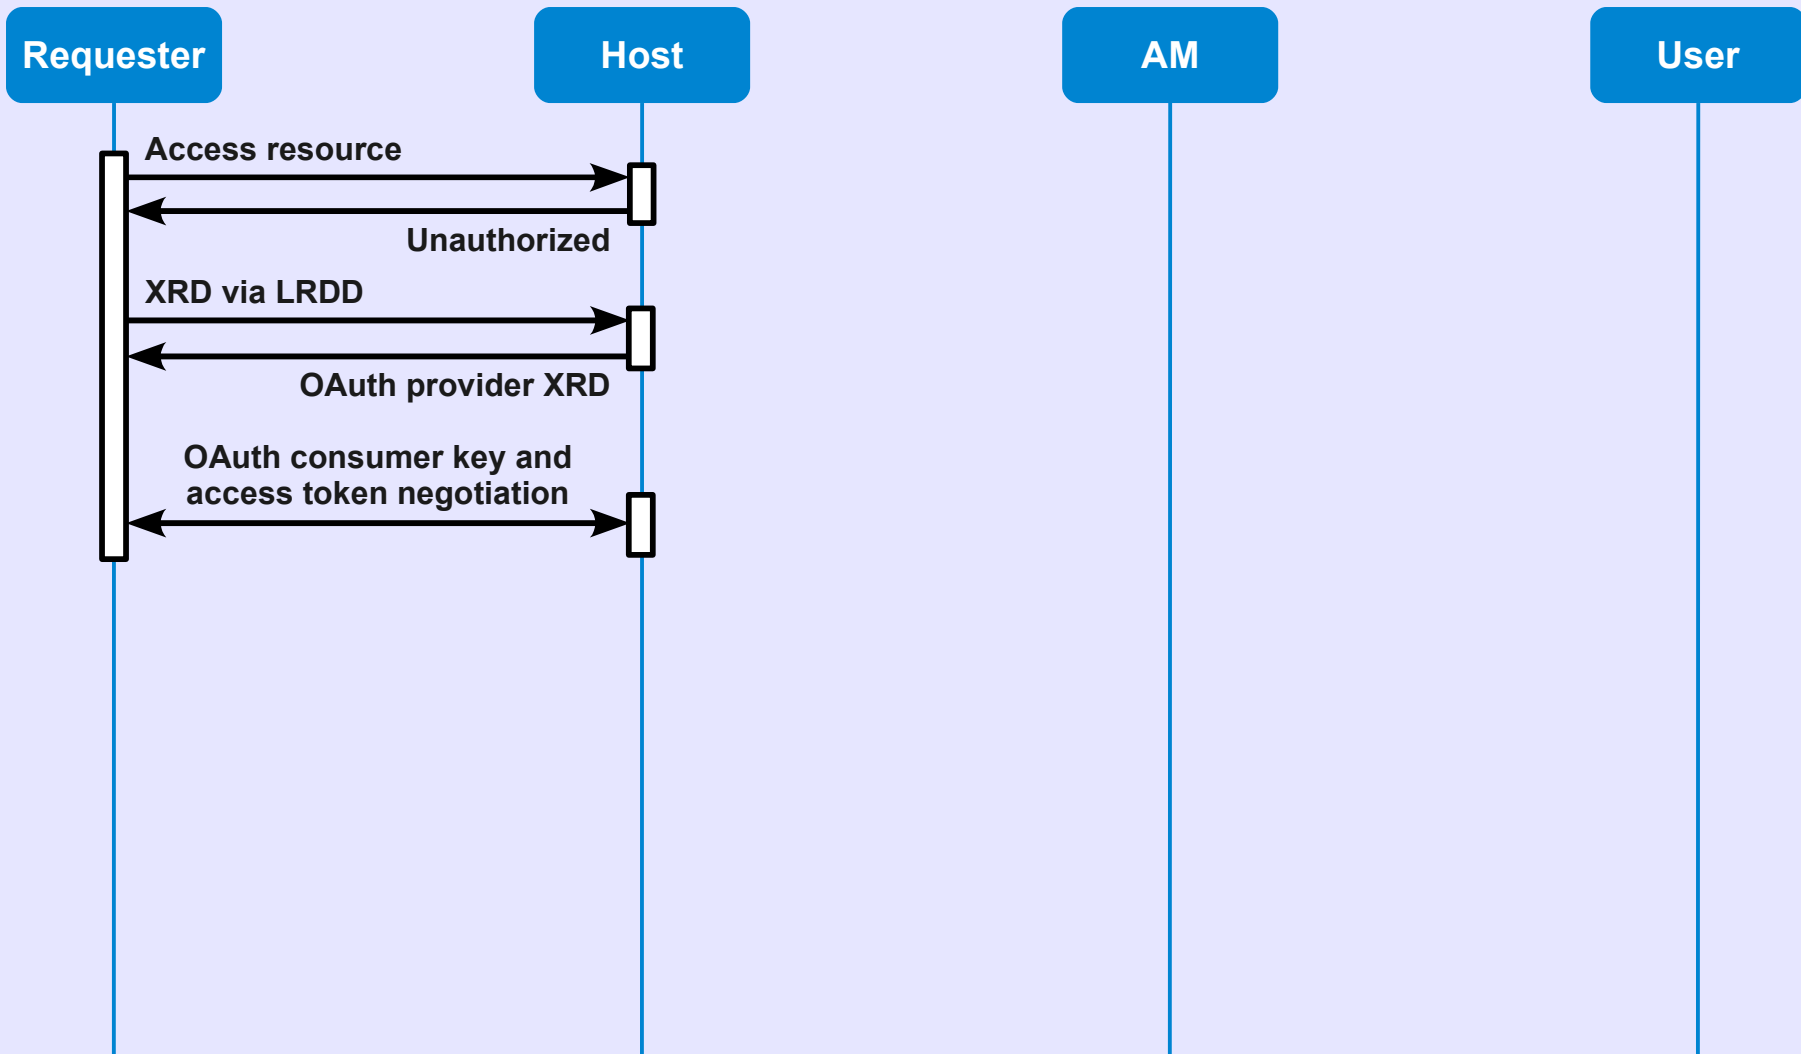 Requester
Host
AM
User
Access resource
Unauthorized
XRD via LRDD
OAuth provider XRD
OAuth consumer key and
access token negotiation